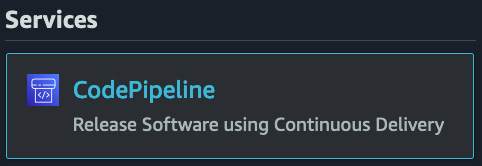 Services
CodePipeline
Release Software using Continuous Delivery